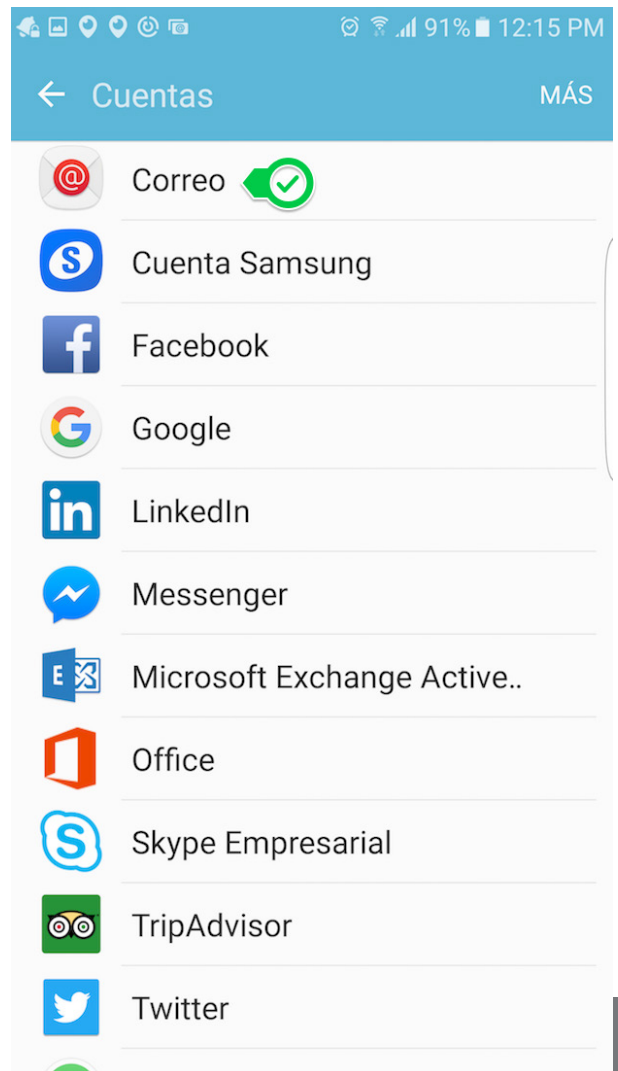 91% 12:15 PM
Cuentas MÁS
Correo
Cuenta Samsung
Facebook
Google
LinkedIn
Messenger
Microsoft Exchange Active..
Office
Skype Empresarial
TripAdvisor
Twitter